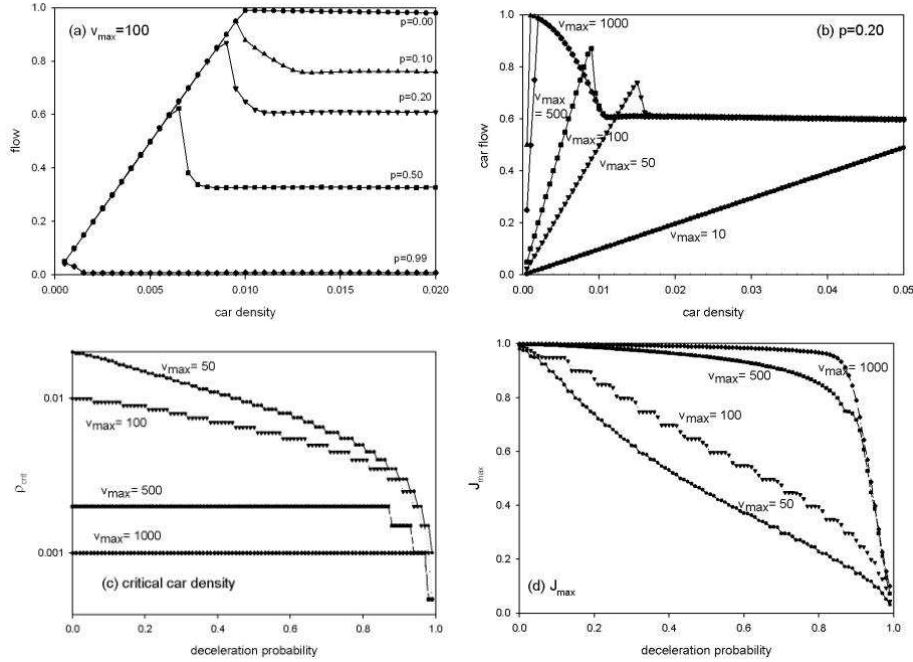 (a) vmax=100
p=0.00
p=0.10
p=0.20
p=0.50
p=0.99
flow
1.0
0.8
0.6
0.4
0.2
0.0
0.000 0.005 0.010 0.015 0.020
car density
(b) p=0.20
vmax= 1000
vmax
= 500
vmax= 100
vmax= 50
vmax= 10
car flow
1.0
0.8
0.6
0.4
0.2
0.0
0.00 0.01 0.02 0.03 0.04 0.05
car density
vmax= 50
vmax= 100
vmax= 500
vmax= 1000
(c) critical car density
ρcrit
0.01
0.001
0.0 0.2 0.4 0.6 0.8 1.0
deceleration probability
vmax= 1000
vmax= 500
vmax= 100
vmax= 50
(d) Jmax
Jmax
1.0
0.8
0.6
0.4
0.2
0.0
0.0 0.2 0.4 0.6 0.8 1.0
deceleration probability